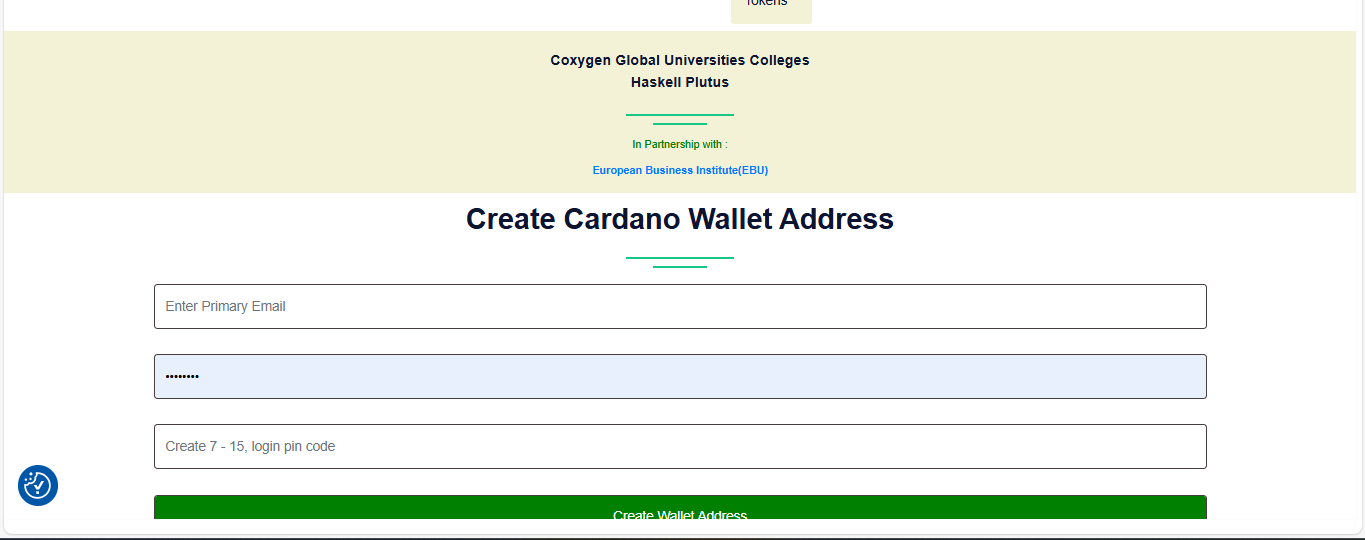 Tokens
Coxygen Global Universities Colleges
Haskell Plutus
In Partnership with :
European Business Institute(EBU)
Create Cardano Wallet Address
Enter Primary Email
••••••••
Create 7 - 15, login pin code
Create Wallet Address